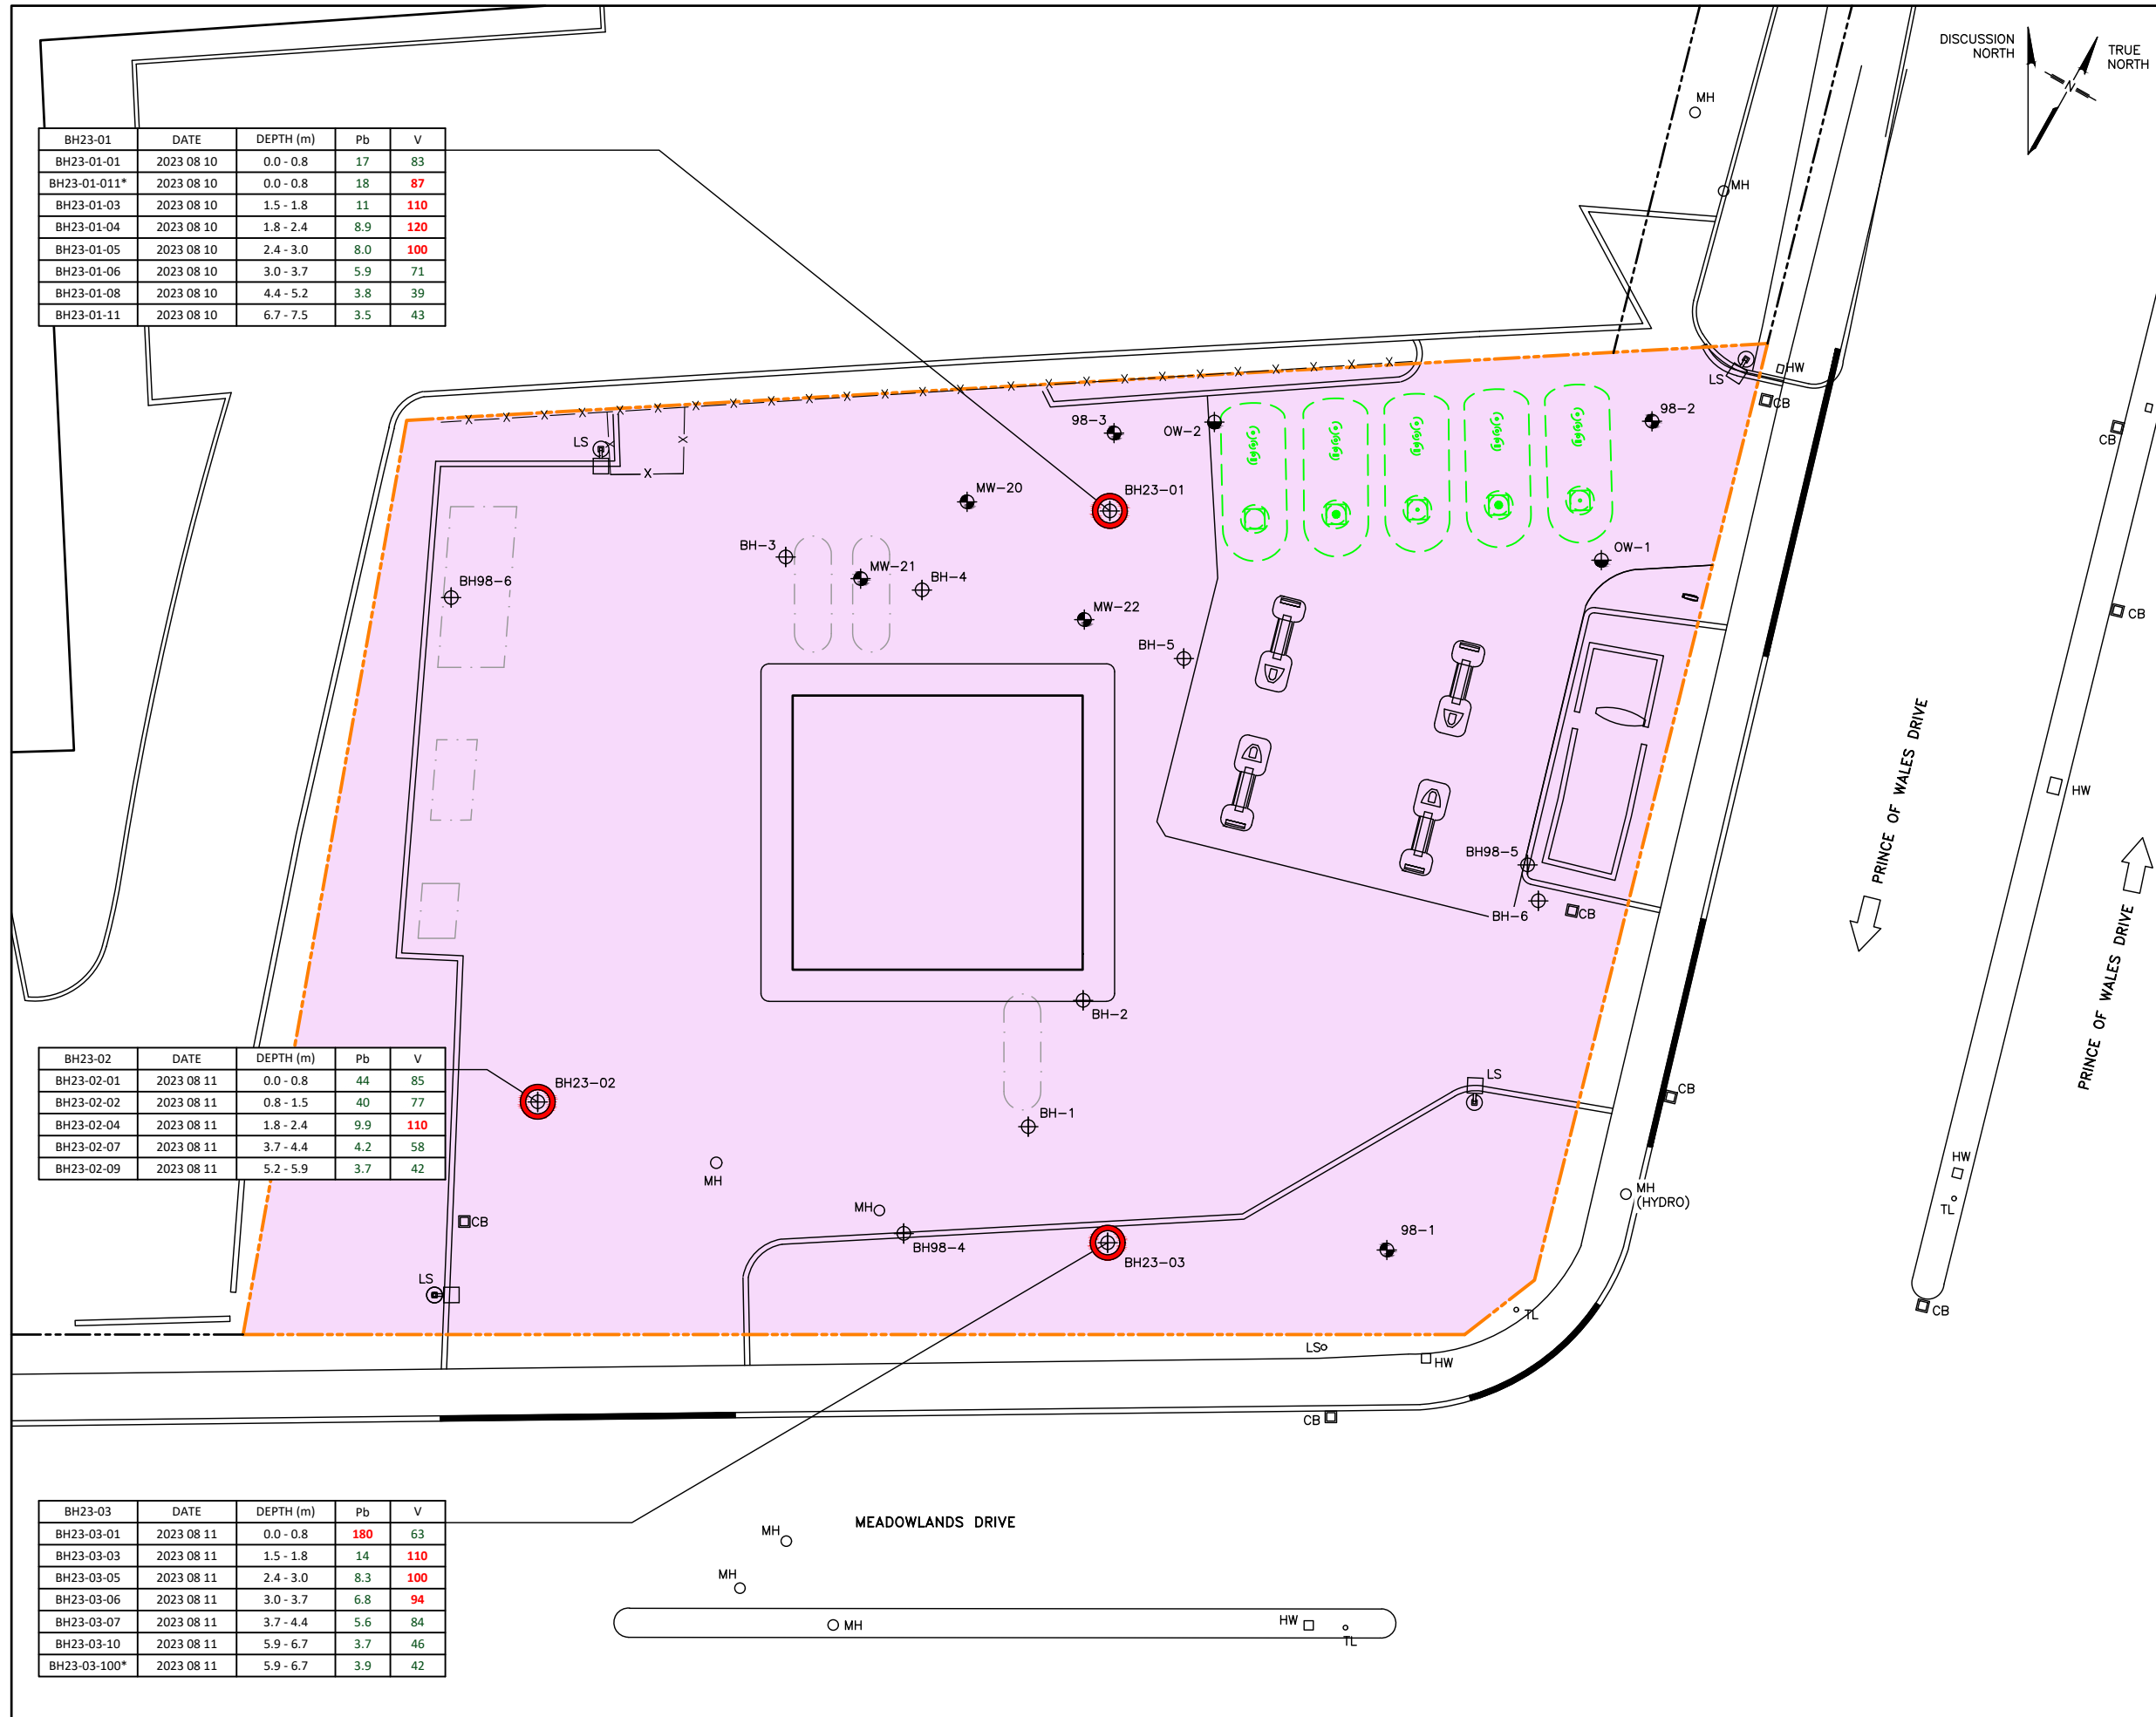 DISCUSSION
NORTH
TRUE
NORTH
N
MH
MH
BH23-01 DATE DEPTH (m) Pb V
BH23-01-01 2023 08 10 0.0 - 0.8 17 83
BH23-01-011* 2023 08 10 0.0 - 0.8 18 87
BH23-01-03 2023 08 10 1.5 - 1.8 11 110
BH23-01-04 2023 08 10 1.8 - 2.4 8.9 120
BH23-01-05 2023 08 10 2.4 - 3.0 8.0 100
BH23-01-06 2023 08 10 3.0 - 3.7 5.9 71
BH23-01-08 2023 08 10 4.4 - 5.2 3.8 39
BH23-01-11 2023 08 10 6.7 - 7.5 3.5 43
HW
LS
CB
CB
98-3
OW-2
98-2
LS
MW-20
BH23-01
BH-3
MW-21
BH-4
OW-1
BH98-6
MW-22
CB
BH-5
PRINCE OF WALES DRIVE
HW
BH98-5
BH-6
CB
PRINCE OF WALES DRIVE
BH-2
BH23-02 DATE DEPTH (m) Pb V
BH23-02-01 2023 08 11 0.0 - 0.8 44 85
BH23-02-02 2023 08 11 0.8 - 1.5 40 77
BH23-02-04 2023 08 11 1.8 - 2.4 9.9 110
BH23-02-07 2023 08 11 3.7 - 4.4 4.2 58
BH23-02-09 2023 08 11 5.2 - 5.9 3.7 42
BH23-02
LS
CB
BH-1
MH
HW
MH
(HYDRO)
TL
MH
CB
BH98-4
98-1
BH23-03
LS
TL
CB
LS
HW
CB
BH23-03 DATE DEPTH (m) Pb V
BH23-03-01 2023 08 11 0.0 - 0.8 180 63
BH23-03-03 2023 08 11 1.5 - 1.8 14 110
BH23-03-05 2023 08 11 2.4 - 3.0 8.3 100
BH23-03-06 2023 08 11 3.0 - 3.7 6.8 94
BH23-03-07 2023 08 11 3.7 - 4.4 5.6 84
BH23-03-10 2023 08 11 5.9 - 6.7 3.7 46
BH23-03-100* 2023 08 11 5.9 - 6.7 3.9 42
MEADOWLANDS DRIVE
MH
MH
MH
HW
TL